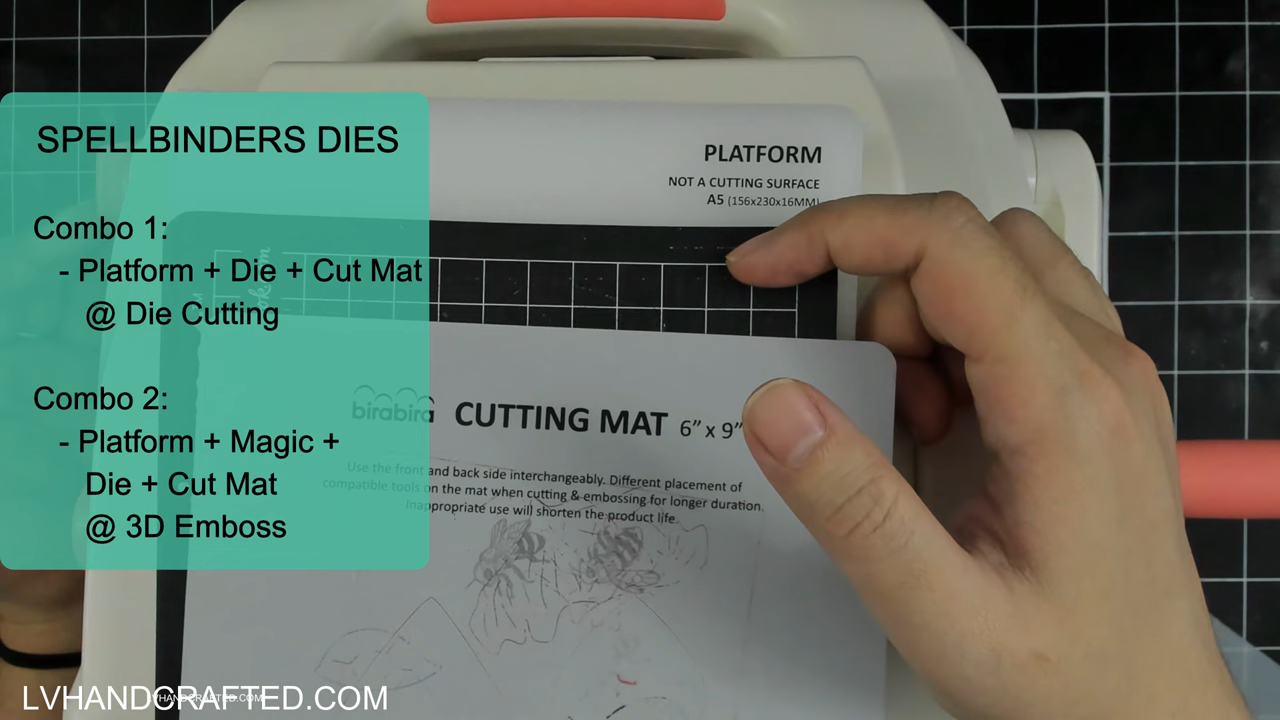 SPELLBINDERS DIES
Combo 1:
- Platform + Die + Cut Mat
@ Die Cutting
Combo 2:
- Platform + Magic +
Die + Cut Mat
@ 3D Emboss
PLATFORM
NOT A CUTTING SURFACE
A5 (156x230x16MM)
birabira CUTTING MAT 6” x 9”
Use the front and back side interchangeably. Different placement of
compatible tools on the mat when cutting & embossing for longer duration.
Inappropriate use will shorten the product life.
LVHANDCRAFTED.COM
LVHANDCRAFTED.COM